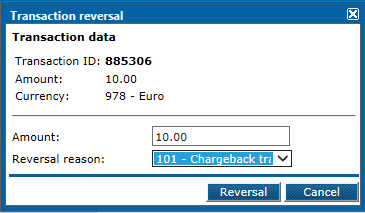 Transaction reversal
Transaction data
Transaction ID: 885306
Amount: 10.00
Currency: 978 - Euro
Amount: 10.00
Reversal reason: 101 - Chargeback tra
Reversal Cancel